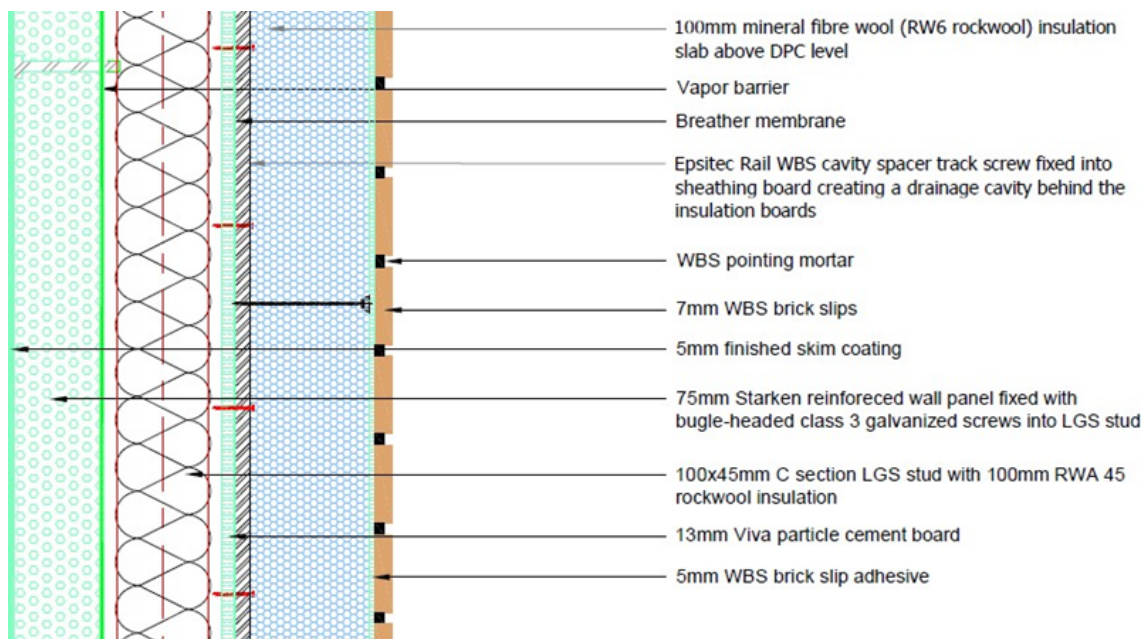 100mm mineral fibre wool (RW6 rockwool) insulation
slab above DPC level
Vapor barrier
Breather membrane
Epsitec Rail WBS cavity spacer track screw fixed into
sheathing board creating a drainage cavity behind the
insulation boards
WBS pointing mortar
7mm WBS brick slips
5mm finished skim coating
75mm Starken reinforeced wall panel fixed with
bugle-headed class 3 galvanized screws into LGS stud
100x45mm C section LGS stud with 100mm RWA 45
rockwool insulation
13mm Viva particle cement board
5mm WBS brick slip adhesive